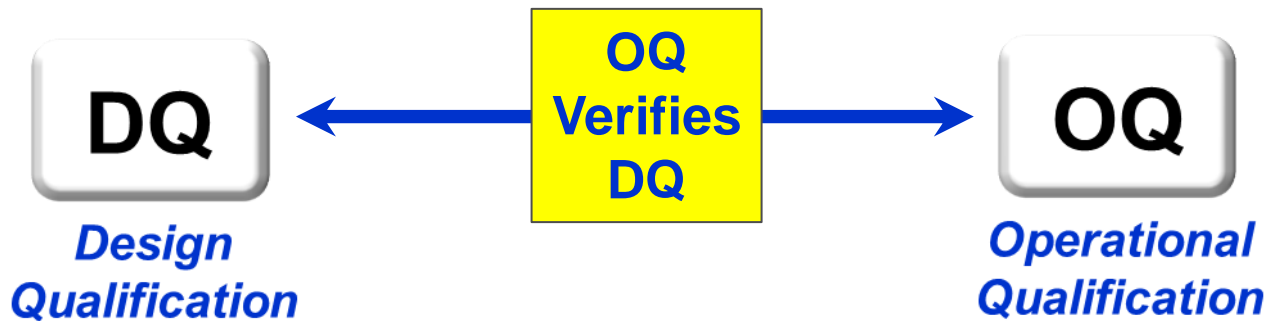 DQ
Design
Qualification
OQ
Verifies
DQ
OQ
Operational
Qualification